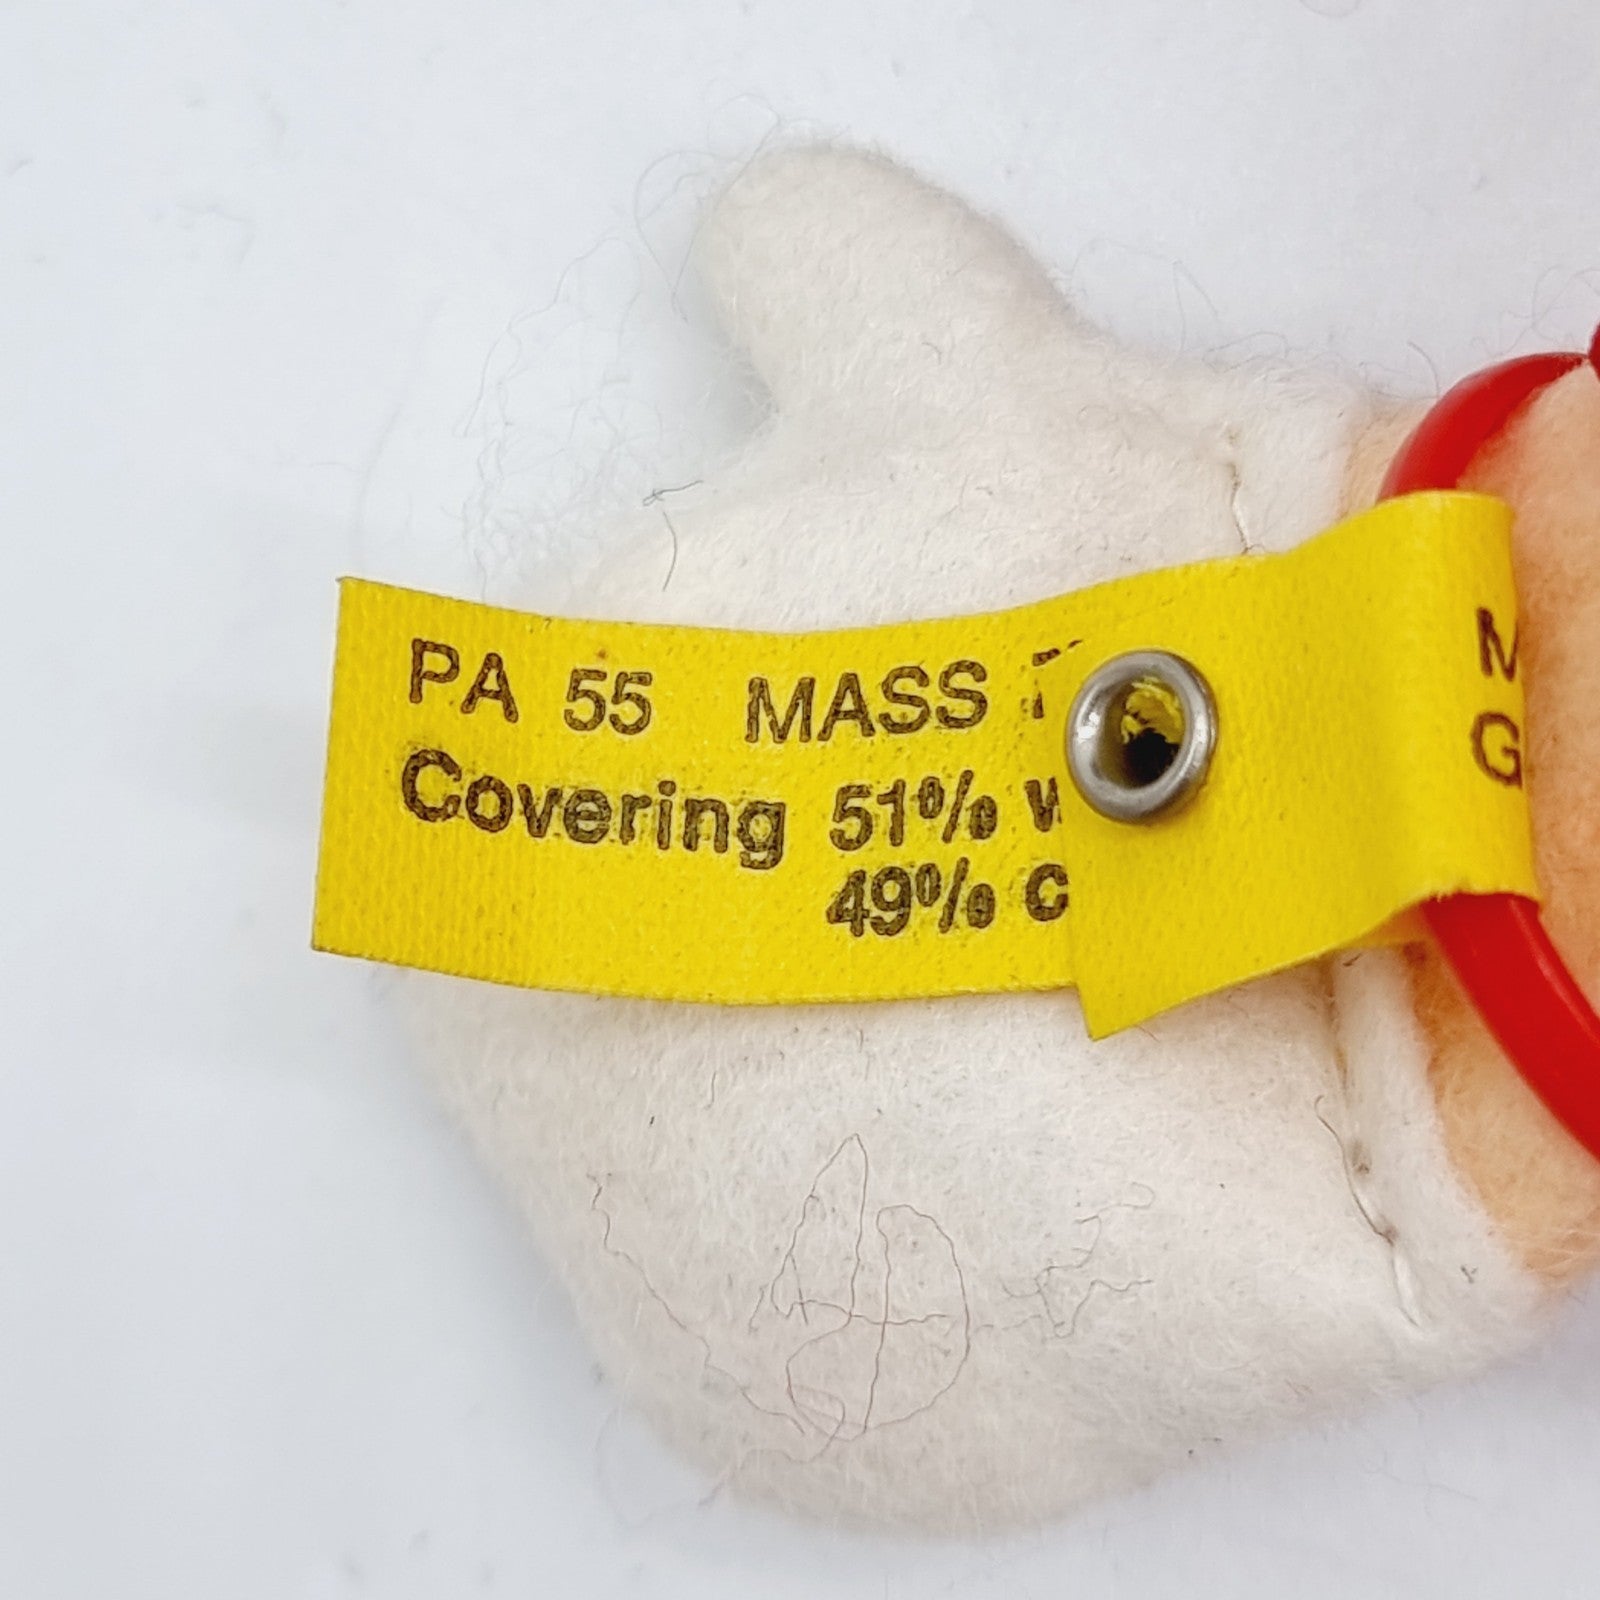 PA 55 MASS
Covering 51% W
49% C
M
G